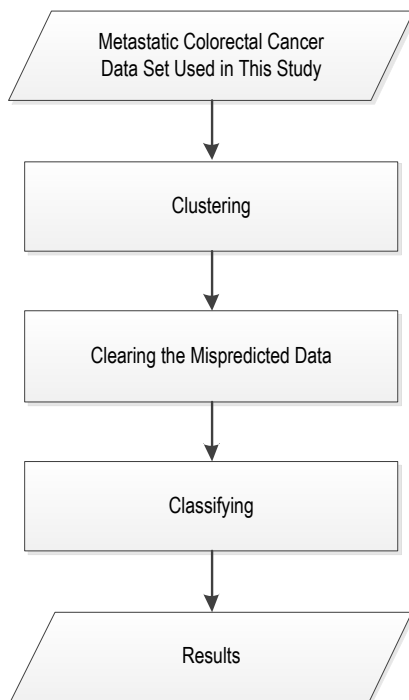 Metastatic Colorectal Cancer
Data Set Used in This Study
Clustering
Clearing the Mispredicted Data
Classifying
Results